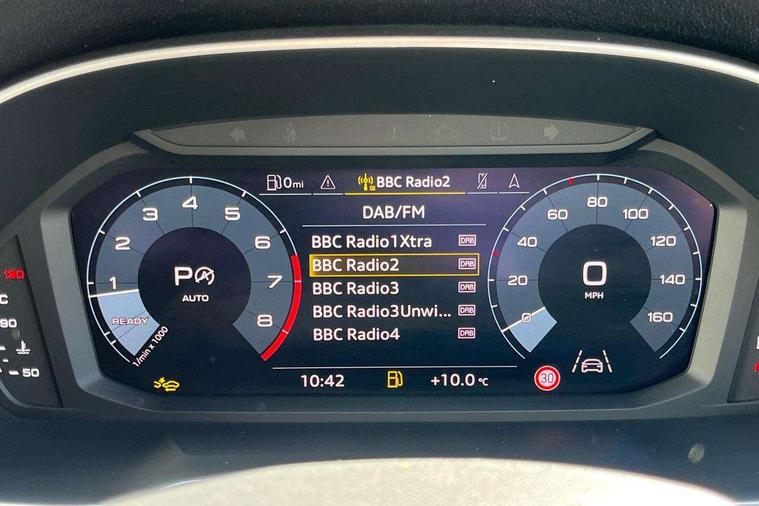 0mi
BBC Radio2
DAB/FM
BBC Radio1Xtra DAB
BBC Radio2 DAB
BBC Radio3 DAB
BBC Radio3Unwi... DAB
BBC Radio4 DAB
1 2 3 4 5 6 7 8
READY
1/min x 1000
P A
AUTO
0 20 40 60 80 100 120 140 160
0
MPH
10:42
+10.0 °C
30
130
C
90
50